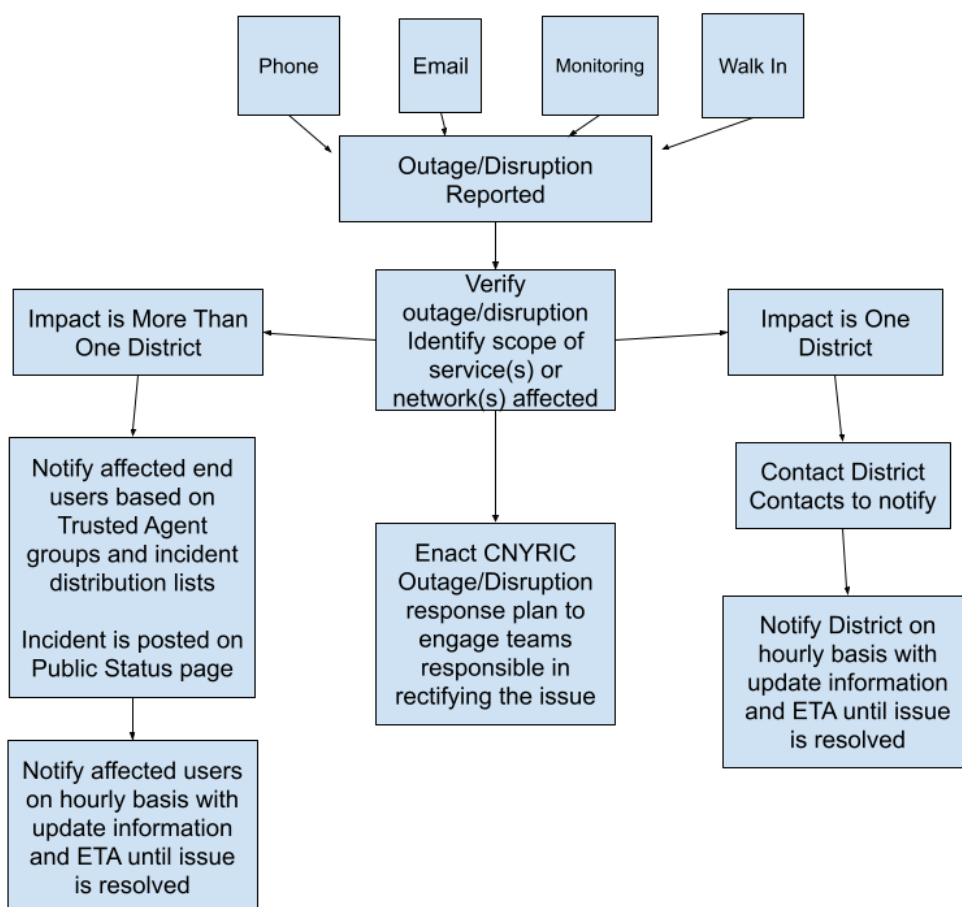 Phone
Email
Monitoring
Walk In
Outage/Disruption
Reported
Verify
outage/disruption
Identify scope of
service(s) or
network(s) affected
Impact is More Than
One District
Impact is One
District
Notify affected end
users based on
Trusted Agent
groups and incident
distribution lists
Incident is posted on
Public Status page
Enact CNYRIC
Outage/Disruption
response plan to
engage teams
responsible in
rectifying the issue
Contact District
Contacts to notify
Notify District on
hourly basis with
update information
and ETA until issue
is resolved
Notify affected users
on hourly basis with
update information
and ETA until issue
is resolved